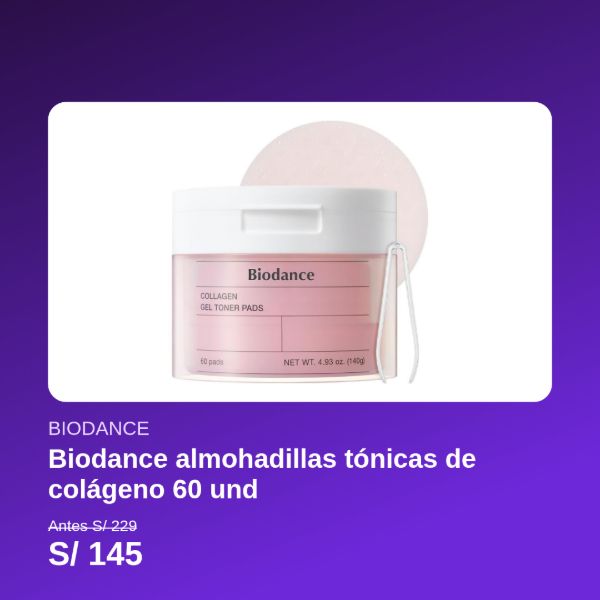 Biodance
COLLAGEN
GEL TONER PADS
60 pads
NET WT. 4.93 oz. (140g)
BIODANCE
Biodance almohadillas tónicas de
colágeno 60 und
Antes S/ 229
S/ 145